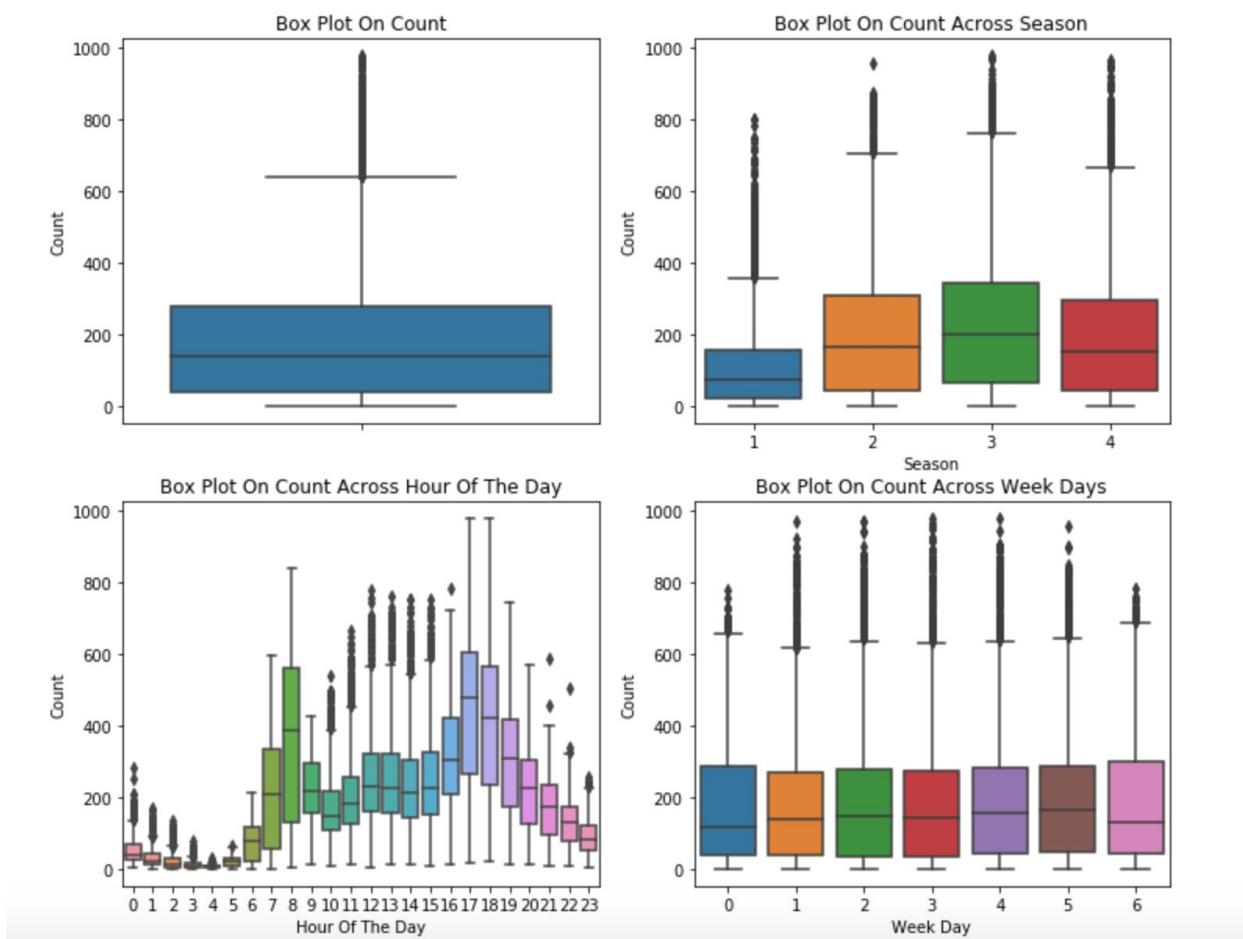 Box Plot On Count
1000
800
600
400
200
0
Count
Box Plot On Count Across Season
1000
800
600
400
200
0
Count
1 2 3 4
Season
Box Plot On Count Across Hour Of The Day
1000
800
600
400
200
0
Count
0 1 2 3 4 5 6 7 8 9 10 11 12 13 14 15 16 17 18 19 20 21 22 23
Hour Of The Day
Box Plot On Count Across Week Days
1000
800
600
400
200
0
Count
0 1 2 3 4 5 6
Week Day